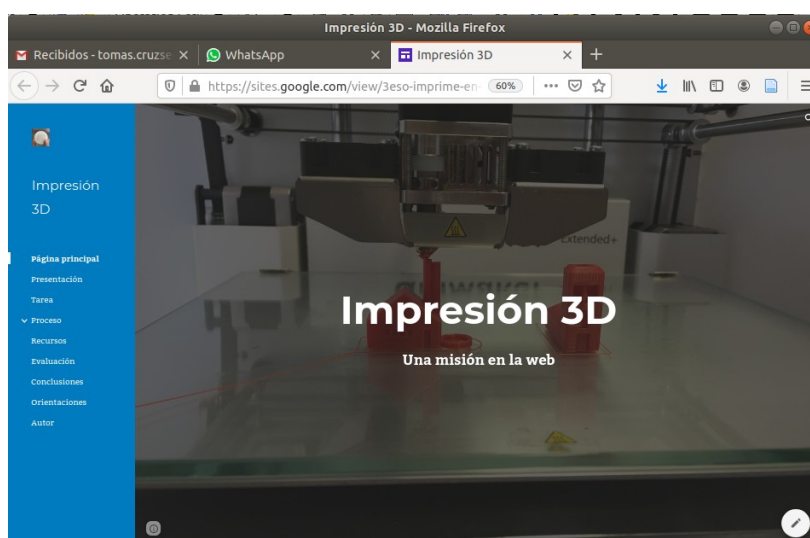 Impresión 3D - Mozilla Firefox
Recibidos - tomas.cruzse
WhatsApp
Impresión 3D
https://sites.google.com/view/3eso-imprime-en-
60%
Impresión
3D
Página principal
Presentación
Tarea
Proceso
Recursos
Evaluación
Conclusiones
Orientaciones
Autor
Extended+
Impresión 3D
Una misión en la web